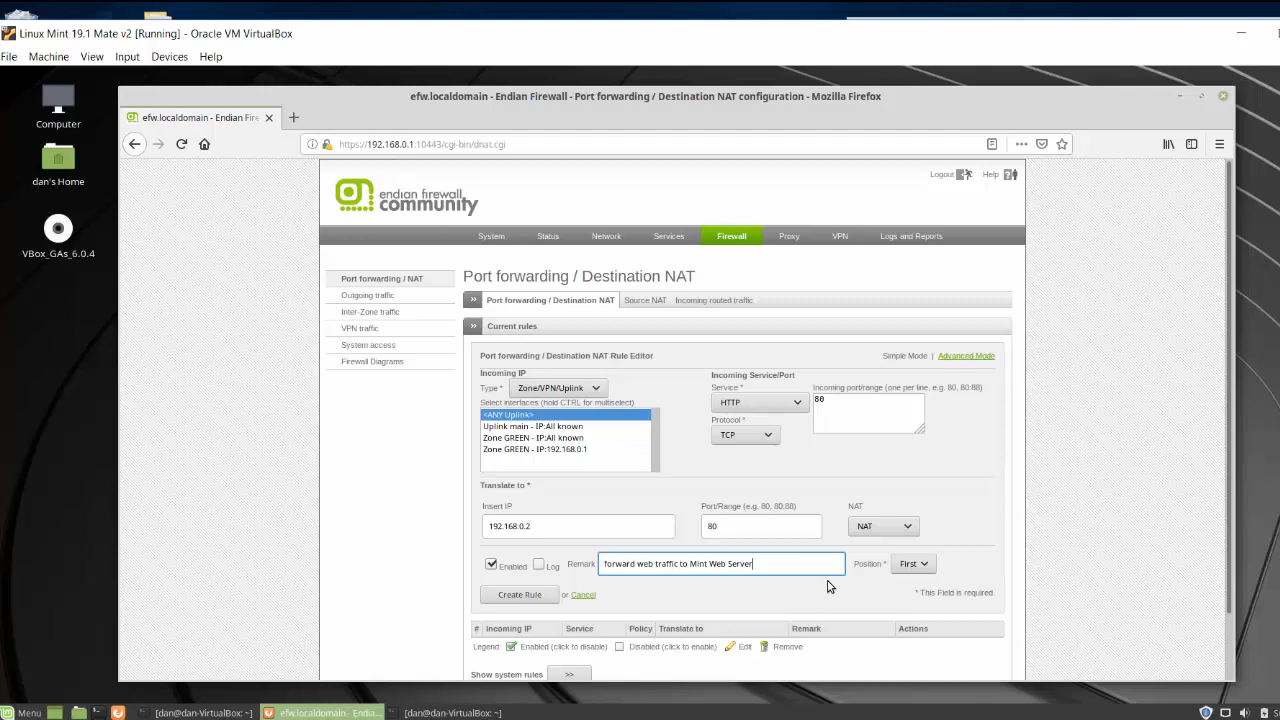 Linux Mint 19.1 Mate v2 [Running] - Oracle VM VirtualBox
File Machine View Input Devices Help
efw.localdomain - Endian Firewall - Port forwarding / Destination NAT configuration - Mozilla Firefox
Computer
efw.localdomain - Endian Fire
https://192.168.0.1:10443/cgi-bin/dnat.cgi
dan's Home
Logout Help
endian firewall
community
VBox_GAs_6.0.4
System Status Network Services Firewall Proxy VPN Logs and Reports
Port forwarding / NAT
Outgoing traffic
Inter-Zone traffic
VPN traffic
System access
Firewall Diagrams
Port forwarding / Destination NAT
Port forwarding / Destination NAT Source NAT Incoming routed traffic
Current rules
Port forwarding / Destination NAT Rule Editor Simple Mode | Advanced Mode
Incoming IP
Type * Zone/VPN/Uplink
Select interfaces (hold CTRL for multiselect)
<ANY Uplink>
Uplink main - IP:All known
Zone GREEN - IP:All known
Zone GREEN - IP:192.168.0.1
Incoming Service/Port
Service * Incoming port/range (one per line, e.g. 80, 80:88)
HTTP 80
Protocol *
TCP
Translate to *
Insert IP Port/Range (e.g. 80, 80:88) NAT
192.168.0.2 80 NAT
Enabled Log Remark forward web traffic to Mint Web Server Position * First
Create Rule or Cancel * This Field is required.
# Incoming IP Service Policy Translate to Remark Actions
Legend: Enabled (click to disable) Disabled (click to enable) Edit Remove
Show system rules >>
Menu [dan@dan-VirtualBox: ~] efw.localdomain - Endia... [dan@dan-VirtualBox: ~]